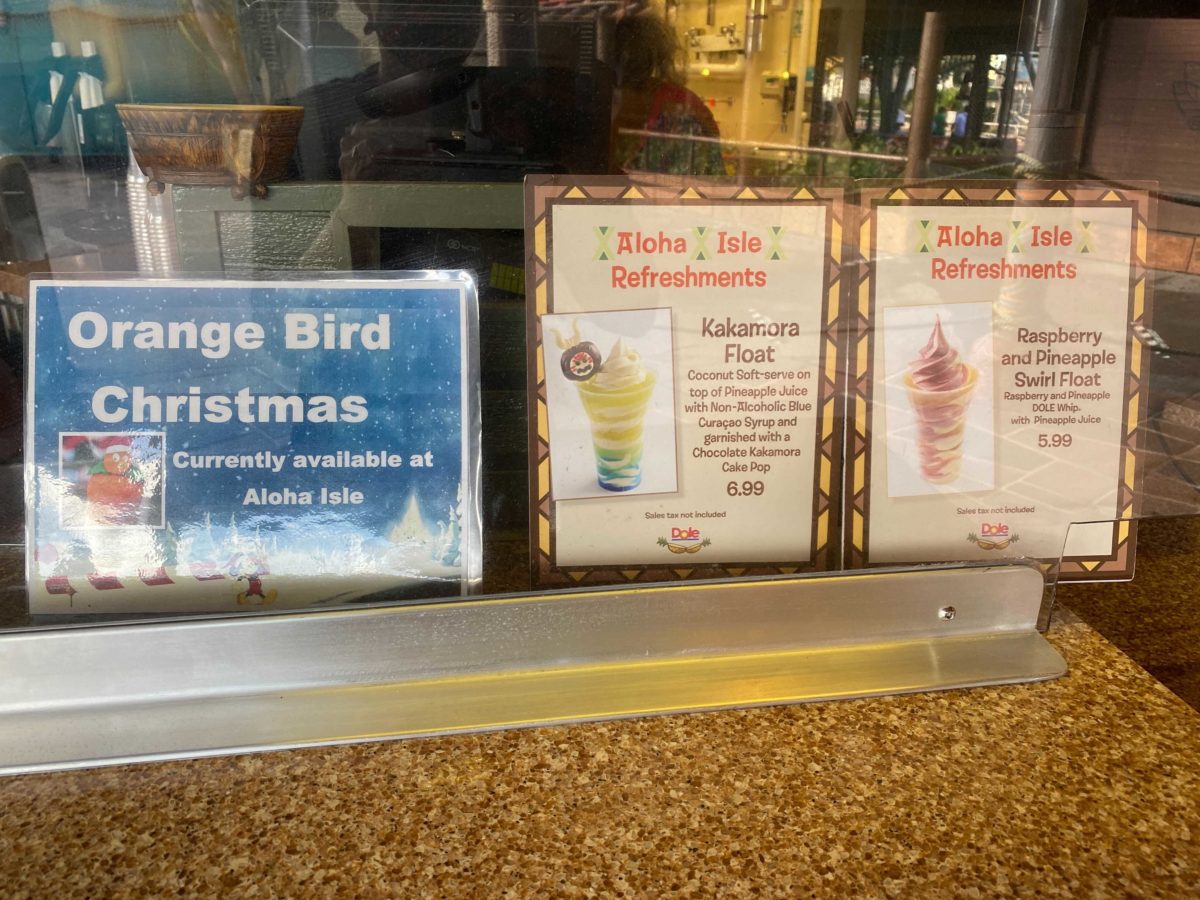 Orange Bird
Christmas
Currently available at
Aloha Isle
Aloha Isle
Refreshments
Kakamora
Float
Coconut Soft-serve on
top of Pineapple Juice
with Non-Alcoholic Blue
Curaçao Syrup and
garnished with a
Chocolate Kakamora
Cake Pop
6.99
Sales tax not included
Dole
Aloha Isle
Refreshments
Raspberry
and Pineapple
Swirl Float
Raspberry and Pineapple
DOLE Whip®
with Pineapple Juice
5.99
Sales tax not included
Dole